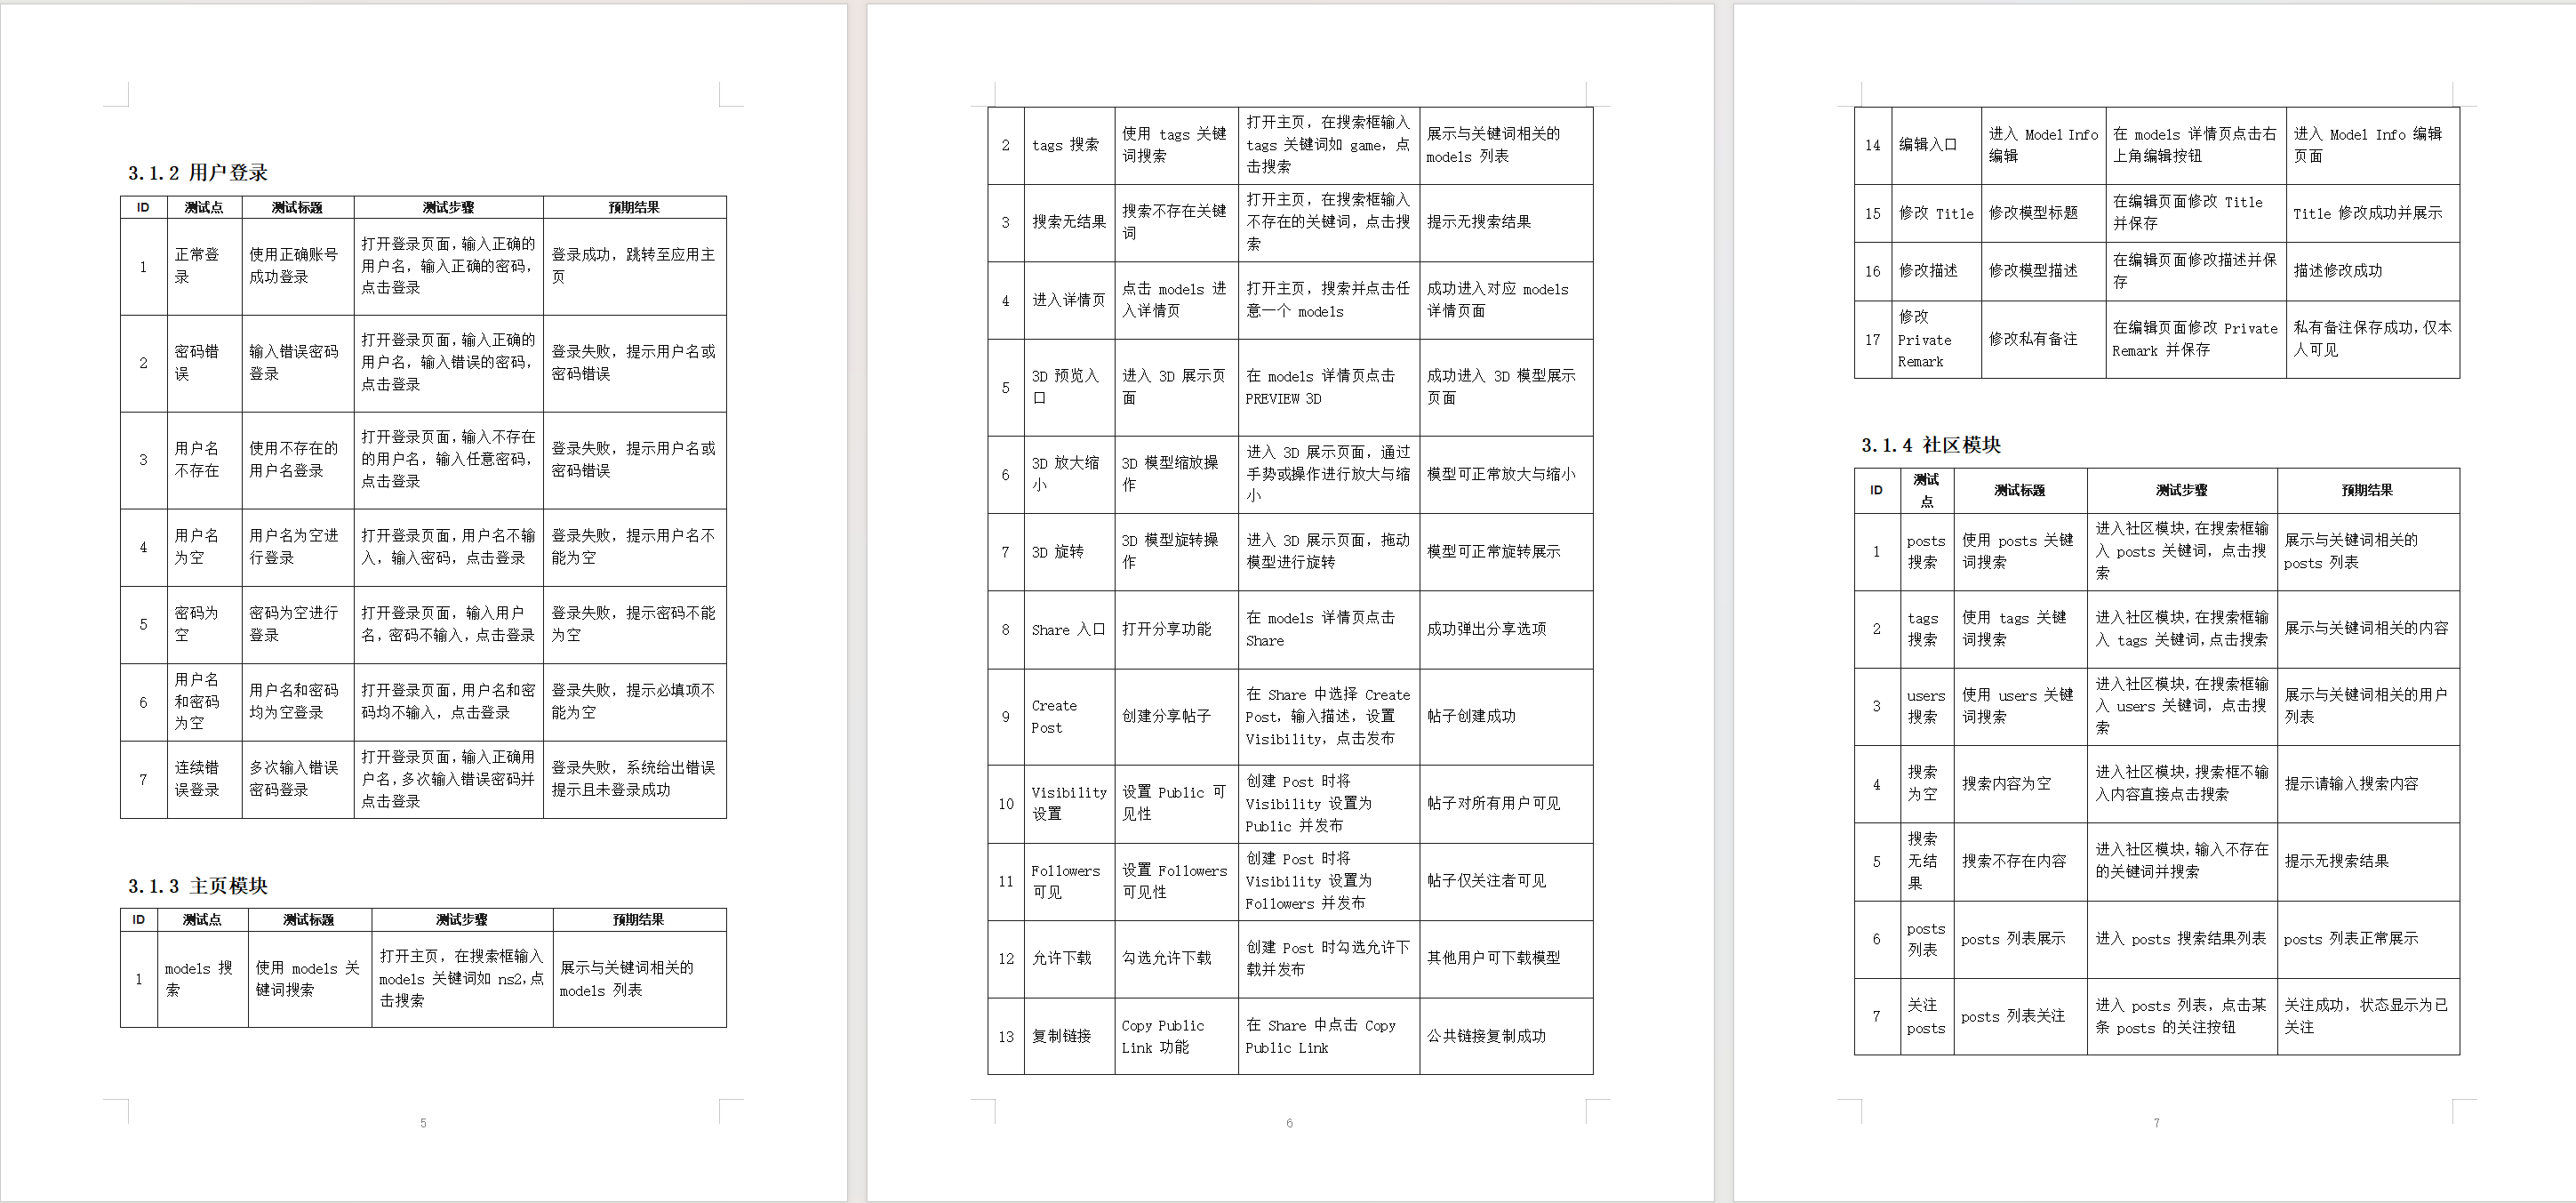 3.1.2 用户登录
ID 测试点 测试标题 测试步骤 预期结果
1 正常登录 使用正确账号成功登录 打开登录页面，输入正确的用户名，输入正确的密码，点击登录 登录成功，跳转至应用主页
2 密码错误 输入错误密码登录 打开登录页面，输入正确的用户名，输入错误的密码，点击登录 登录失败，提示用户名或密码错误
3 用户名不存在 使用不存在的用户名登录 打开登录页面，输入不存在的用户名，输入任意密码，点击登录 登录失败，提示用户名或密码错误
4 用户名为空 用户名为空进行登录 打开登录页面，用户名不输入，输入密码，点击登录 登录失败，提示用户名不能为空
5 密码为空 密码为空进行登录 打开登录页面，输入用户名，密码不输入，点击登录 登录失败，提示密码不能为空
6 用户名和密码为空 用户名和密码均为空登录 打开登录页面，用户名和密码均不输入，点击登录 登录失败，提示必填项不能为空
7 连续错误登录 多次输入错误密码登录 打开登录页面，输入正确用户名，多次输入错误密码并点击登录 登录失败，系统给出错误提示且未登录成功
3.1.3 主页模块
ID 测试点 测试标题 测试步骤 预期结果
1 models 搜索 使用 models 关键词搜索 打开主页，在搜索框输入 models 关键词如 ns2，点击搜索 展示与关键词相关的 models 列表
5
2 tags 搜索 使用 tags 关键词搜索 打开主页，在搜索框输入 tags 关键词如 game，点击搜索 展示与关键词相关的 models 列表
3 搜索无结果 搜索不存在关键词 打开主页，在搜索框输入不存在的关键词，点击搜索 提示无搜索结果
4 进入详情页 点击 models 进入详情页 打开主页，搜索并点击任意一个 models 成功进入对应 models 详情页面
5 3D 预览入口 进入 3D 展示页面 在 models 详情页点击 PREVIEW 3D 成功进入 3D 模型展示页面
6 3D 放大缩小 3D 模型缩放操作 进入 3D 展示页面，通过手势或操作进行放大与缩小 模型可正常放大与缩小
7 3D 旋转 3D 模型旋转操作 进入 3D 展示页面，拖动模型进行旋转 模型可正常旋转展示
8 Share 入口 打开分享功能 在 models 详情页点击 Share 成功弹出分享选项
9 Create Post 创建分享帖子 在 Share 中选择 Create Post，输入描述，设置 Visibility，点击发布 帖子创建成功
10 Visibility 设置 设置 Public 可见性 创建 Post 时将 Visibility 设置为 Public 并发布 帖子对所有用户可见
11 Followers 可见 设置 Followers 可见性 创建 Post 时将 Visibility 设置为 Followers 并发布 帖子仅关注者可见
12 允许下载 勾选允许下载 创建 Post 时勾选允许下载并发布 其他用户可下载模型
13 复制链接 Copy Public Link 功能 在 Share 中点击 Copy Public Link 公共链接复制成功
6
14 编辑入口 进入 Model Info 编辑 在 models 详情页点击右上角编辑按钮 进入 Model Info 编辑页面
15 修改 Title 修改模型标题 在编辑页面修改 Title 并保存 Title 修改成功并展示
16 修改描述 修改模型描述 在编辑页面修改描述并保存 描述修改成功
17 修改 Private Remark 修改私有备注 在编辑页面修改 Private Remark 并保存 私有备注保存成功，仅本人可见
3.1.4 社区模块
ID 测试点 测试标题 测试步骤 预期结果
1 posts 搜索 使用 posts 关键词搜索 进入社区模块，在搜索框输入 posts 关键词，点击搜索 展示与关键词相关的 posts 列表
2 tags 搜索 使用 tags 关键词搜索 进入社区模块，在搜索框输入 tags 关键词，点击搜索 展示与关键词相关的内容
3 users 搜索 使用 users 关键词搜索 进入社区模块，在搜索框输入 users 关键词，点击搜索 展示与关键词相关的用户列表
4 搜索为空 搜索内容为空 进入社区模块，搜索框不输入内容直接点击搜索 提示请输入搜索内容
5 搜索无结果 搜索不存在内容 进入社区模块，输入不存在的关键词并搜索 提示无搜索结果
6 posts 列表 posts 列表展示 进入 posts 搜索结果列表 posts 列表正常展示
7 关注 posts posts 列表关注 进入 posts 列表，点击某条 posts 的关注按钮 关注成功，状态显示为已关注
7